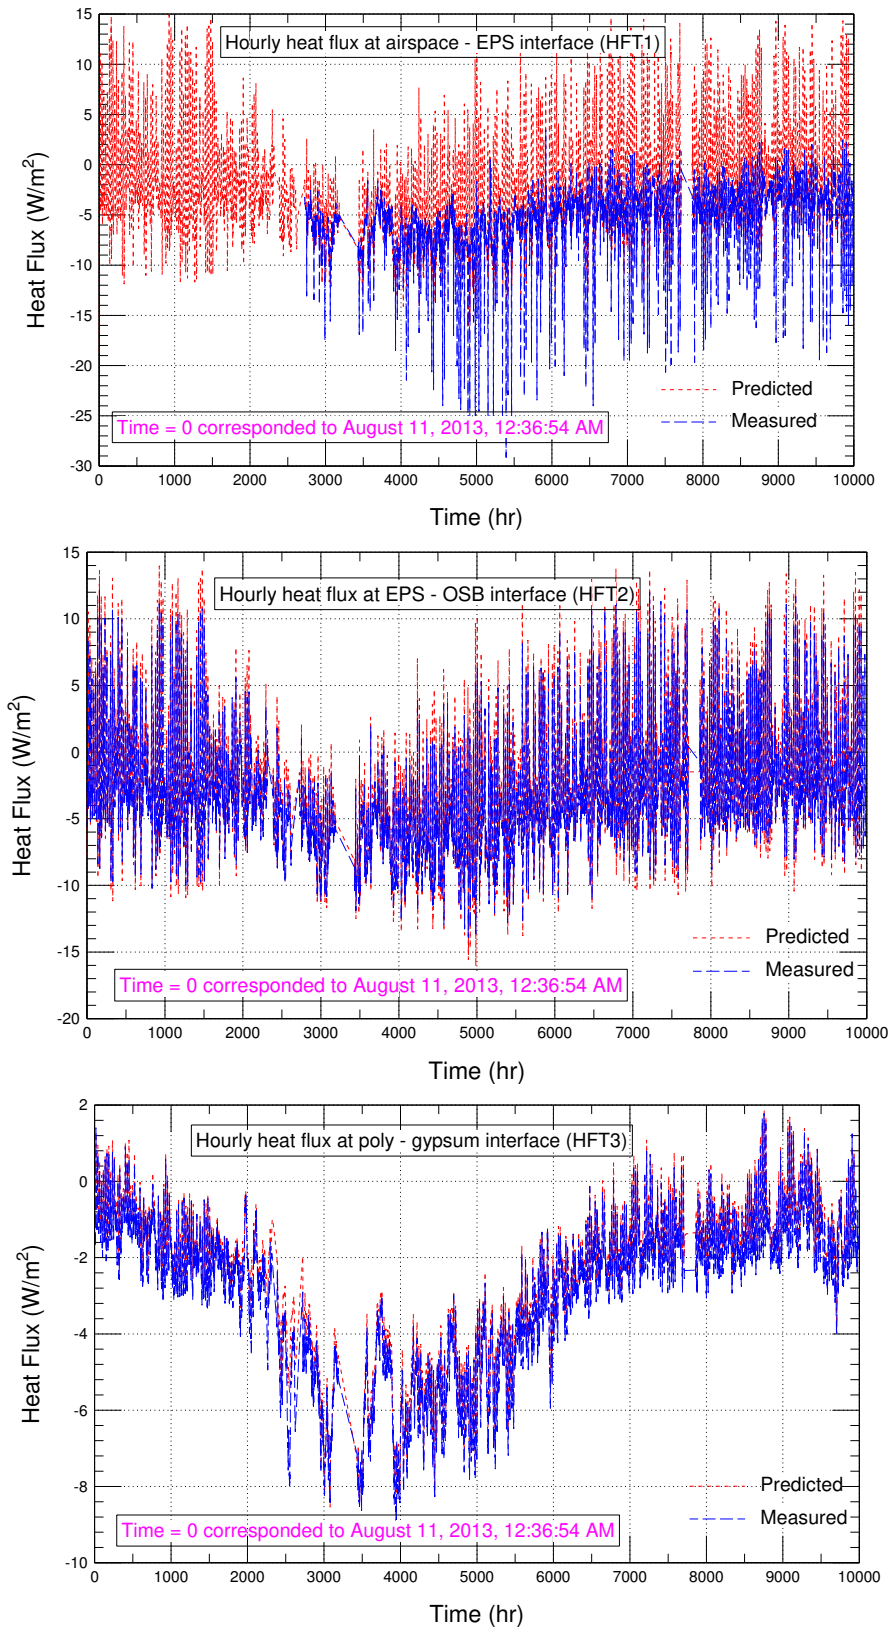 Hourly heat flux at airspace - EPS interface (HFT1)
15
10
5
0
-5
-10
-15
-20
-25
-30
Heat Flux (W/m²)
Predicted
Measured
Time = 0 corresponded to August 11, 2013, 12:36:54 AM
0 1000 2000 3000 4000 5000 6000 7000 8000 9000 10000
Time (hr)
Hourly heat flux at EPS - OSB interface (HFT2)
15
10
5
0
-5
-10
-15
-20
Heat Flux (W/m²)
Predicted
Measured
Time = 0 corresponded to August 11, 2013, 12:36:54 AM
0 1000 2000 3000 4000 5000 6000 7000 8000 9000 10000
Time (hr)
Hourly heat flux at poly - gypsum interface (HFT3)
2
0
-2
-4
-6
-8
-10
Heat Flux (W/m²)
Predicted
Measured
Time = 0 corresponded to August 11, 2013, 12:36:54 AM
0 1000 2000 3000 4000 5000 6000 7000 8000 9000 10000
Time (hr)